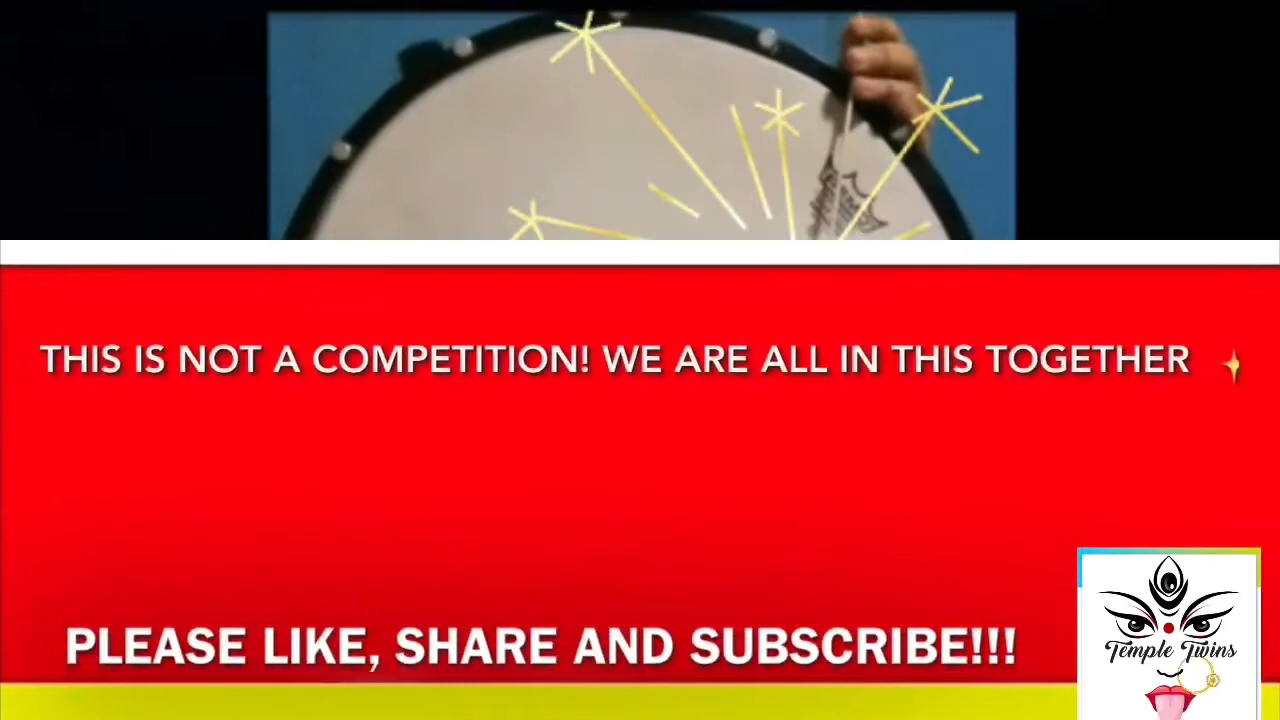 THIS IS NOT A COMPETITION! WE ARE ALL IN THIS TOGETHER
PLEASE LIKE, SHARE AND SUBSCRIBE!!!
Temple Twins